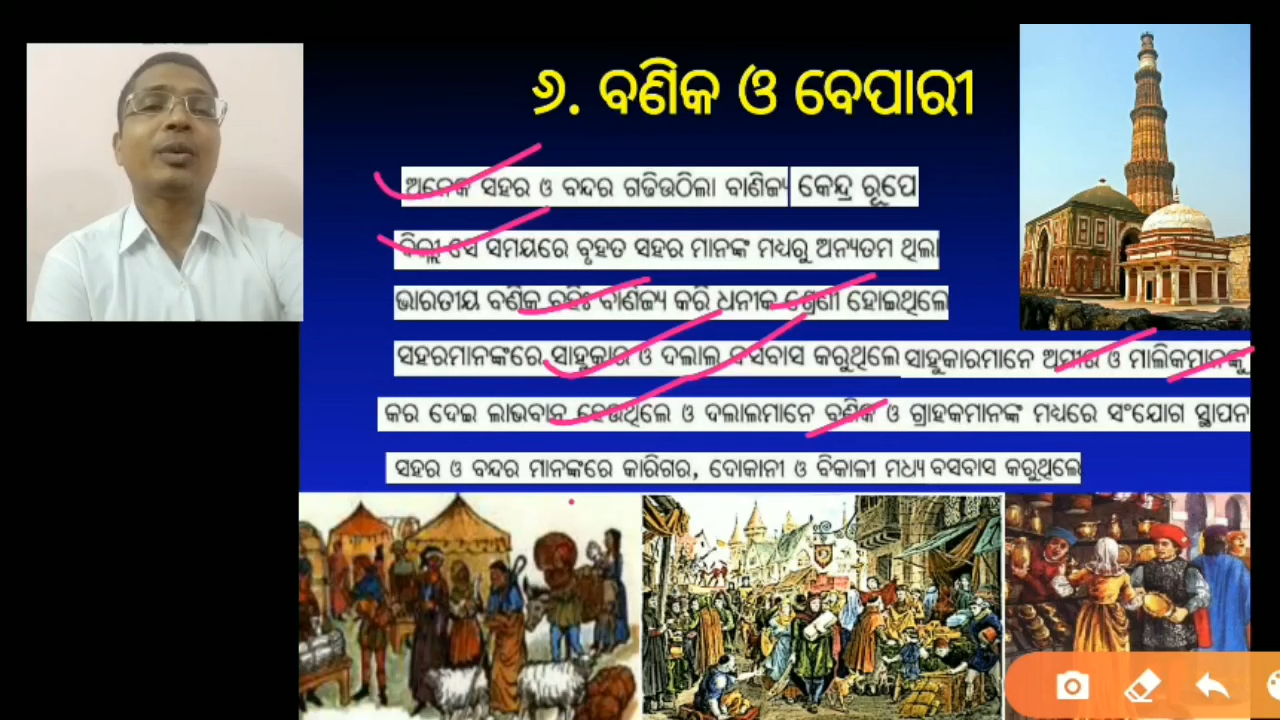 ୬. ବଣିକ ଓ ବେପାରୀ
ଅନେକ ସହର ଓ ବନ୍ଦର ଗଢିଉଠିଲା ବାଣିଜ୍ୟ କେନ୍ଦ୍ର ରୂପେ
ଦିଲ୍ଲୀ ସେ ସମୟରେ ବୃହତ ସହର ମାନଙ୍କ ମଧ୍ୟରୁ ଅନ୍ୟତମ ଥିଲା
ଭାରତୀୟ ବଣିକ ବହିଃ ବାଣିଜ୍ୟ କରି ଧନୀକ ଶ୍ରେଣୀ ହୋଇଥିଲେ
ସହରମାନଙ୍କରେ ସାହୁକାର ଓ ଦଲାଲ ବସବାସ କରୁଥିଲେ ସାହୁକାରମାନେ ଅମୀର ଓ ମାଲିକମାନଙ୍କୁ
କର ଦେଇ ଲାଭବାନ ହେଉଥିଲେ ଓ ଦଲାଲମାନେ ବଣିକ ଓ ଗ୍ରାହକମାନଙ୍କ ମଧ୍ୟରେ ସଂଯୋଗ ସ୍ଥାପନ
ସହର ଓ ବନ୍ଦର ମାନଙ୍କରେ କାରିଗର, ଦୋକାନୀ ଓ ବିକାଳୀ ମଧ୍ୟ ବସବାସ କରୁଥିଲେ